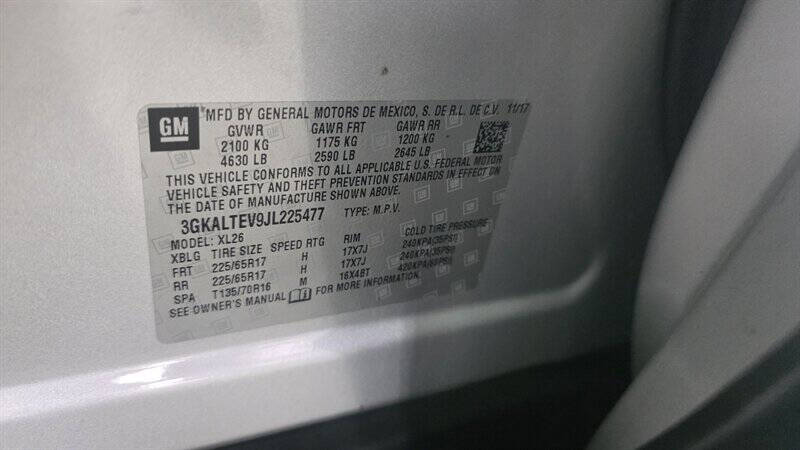 GM
MFD BY GENERAL MOTORS DE MEXICO, S. DE R.L. DE C.V. 11/17
GVWR GAWR FRT GAWR RR
2100 KG 1175 KG 1200 KG
4630 LB 2590 LB 2645 LB
THIS VEHICLE CONFORMS TO ALL APPLICABLE U.S. FEDERAL MOTOR
VEHICLE SAFETY AND THEFT PREVENTION STANDARDS IN EFFECT ON
THE DATE OF MANUFACTURE SHOWN ABOVE.
3GKALTEV9JL225477 TYPE: M.P.V.
MODEL: XL26
XBLG TIRE SIZE SPEED RTG RIM COLD TIRE PRESSURE
FRT 225/65R17 H 17X7J 240KPA(35PSI)
RR 225/65R17 H 17X7J 240KPA(35PSI)
SPA T135/70R16 M 16X4BT 420KPA(60PSI)
SEE OWNER'S MANUAL FOR MORE INFORMATION.